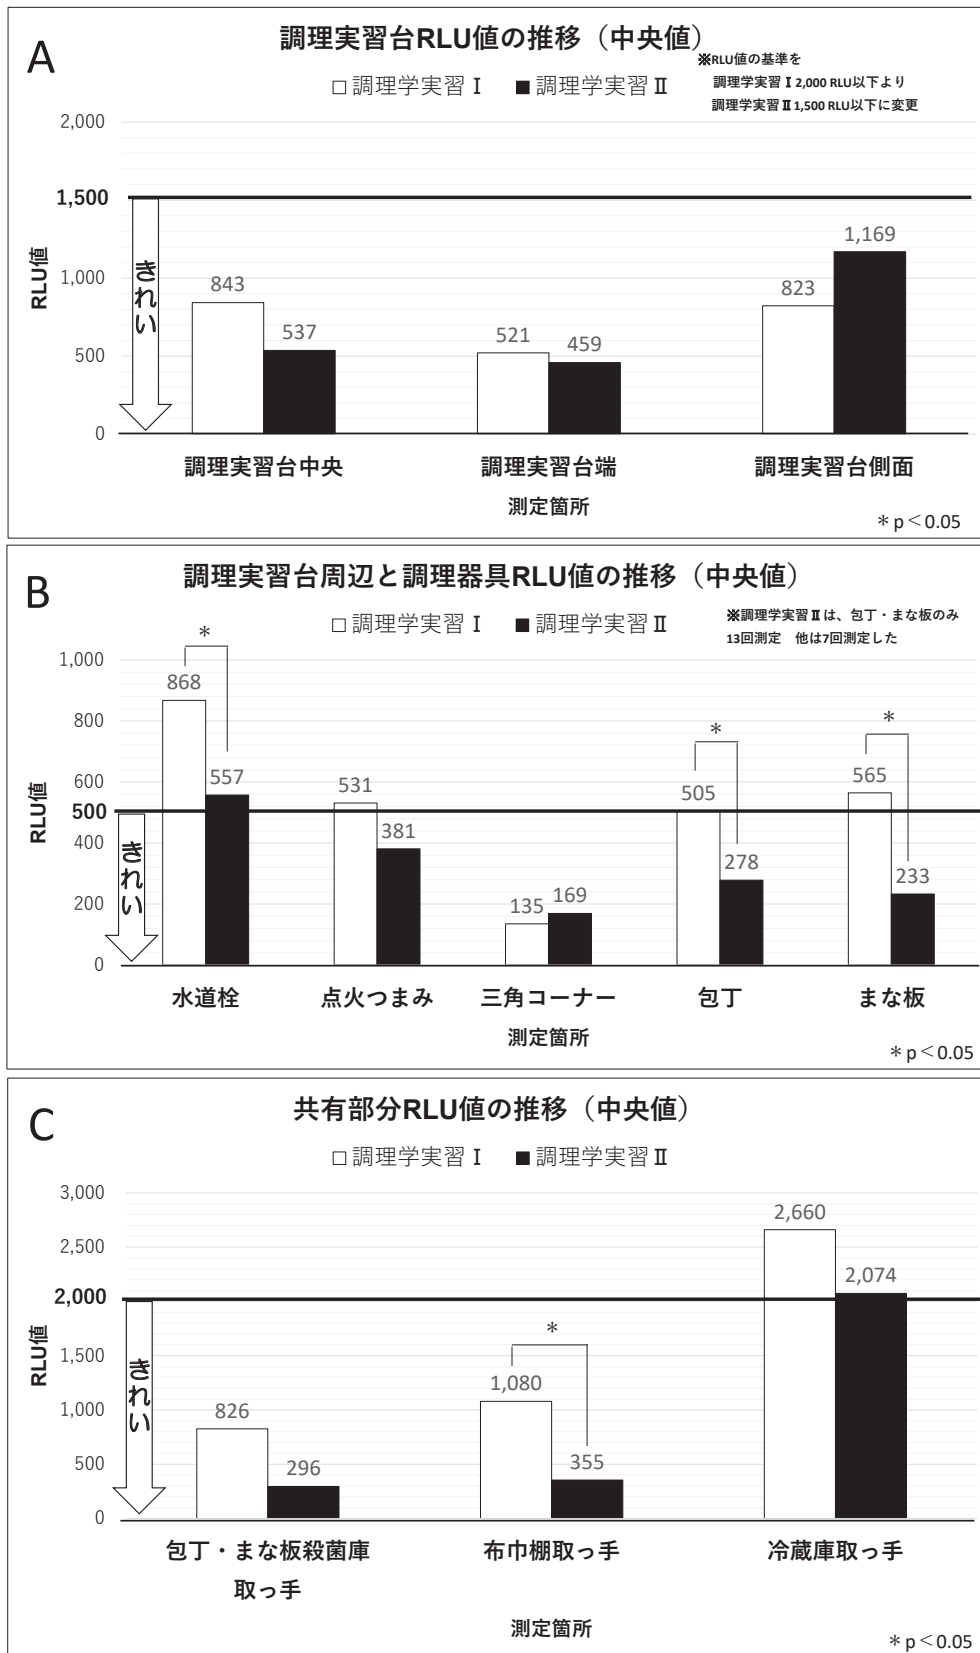 A
調理実習台RLU値の推移（中央値）
※RLU値の基準を
調理学実習Ⅰ2,000 RLU以下より
調理学実習Ⅱ1,500 RLU以下に変更
□調理学実習Ⅰ ■調理学実習Ⅱ
2,000
1,500
1,000
500
0
RLU値
きれい
843
537
521
459
823
1,169
調理実習台中央 調理実習台端 調理実習台側面
測定箇所
＊p＜0.05
B
調理実習台周辺と調理器具RLU値の推移（中央値）
□調理学実習Ⅰ ■調理学実習Ⅱ
※調理学実習Ⅱは、包丁・まな板のみ
13回測定　他は7回測定した
1,000
800
600
500
400
200
0
RLU値
きれい
＊
868
557
531
381
135
169
＊
505
278
＊
565
233
水道栓 点火つまみ 三角コーナー 包丁 まな板
測定箇所
＊p＜0.05
C
共有部分RLU値の推移（中央値）
□調理学実習Ⅰ ■調理学実習Ⅱ
3,000
2,500
2,000
1,500
1,000
500
0
RLU値
きれい
826
296
＊
1,080
355
2,660
2,074
包丁・まな板殺菌庫 布巾棚取っ手 冷蔵庫取っ手
取っ手
測定箇所
＊p＜0.05